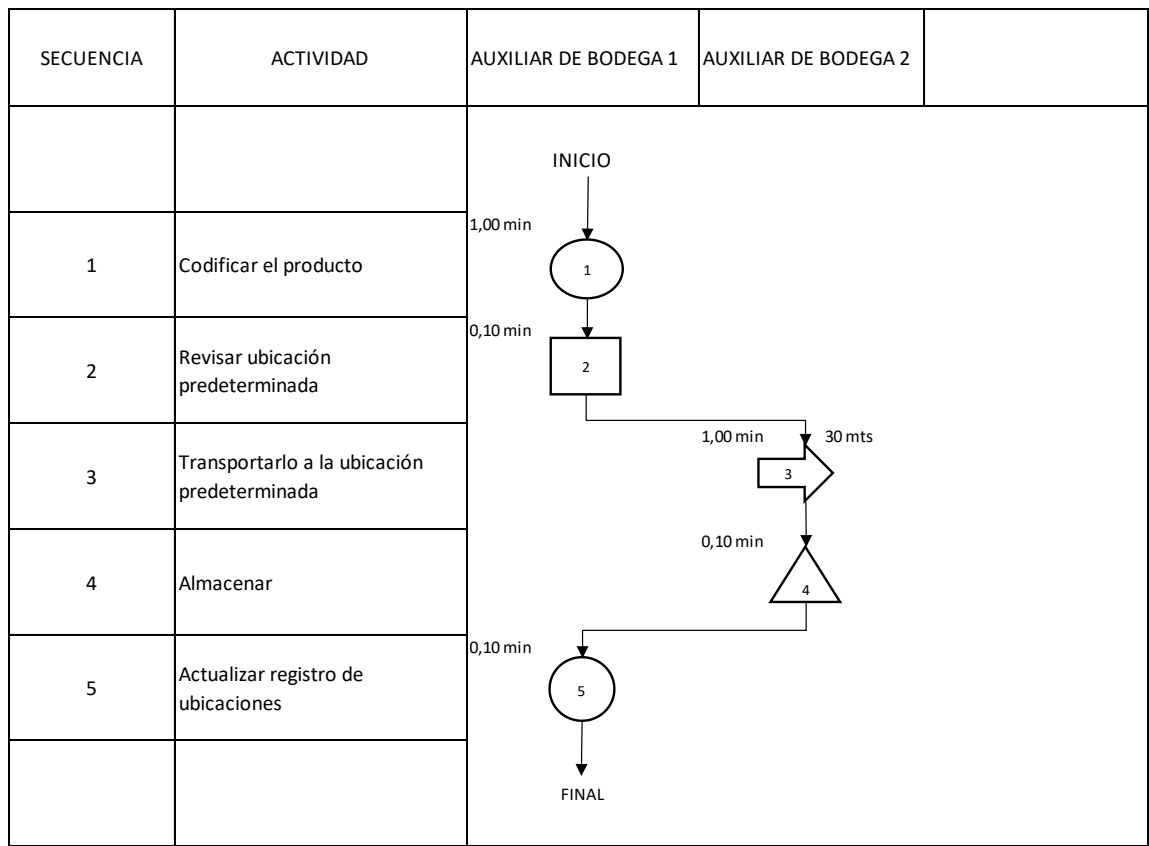 SECUENCIA
ACTIVIDAD
AUXILIAR DE BODEGA 1
AUXILIAR DE BODEGA 2
INICIO
1
Codificar el producto
1,00 min
1
2
Revisar ubicación
predeterminada
0,10 min
2
3
Transportarlo a la ubicación
predeterminada
1,00 min
30 mts
3
4
Almacenar
0,10 min
4
5
Actualizar registro de
ubicaciones
0,10 min
5
FINAL